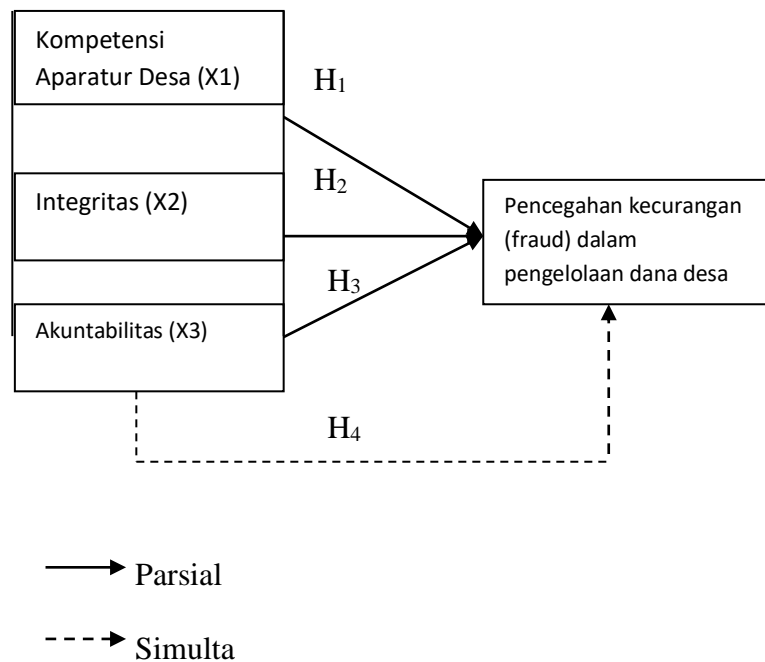 Kompetensi
Aparatur Desa (X1)
H1
H2
Integritas (X2)
Pencegahan kecurangan
(fraud) dalam
pengelolaan dana desa
H3
Akuntabilitas (X3)
H4
Parsial
Simulta